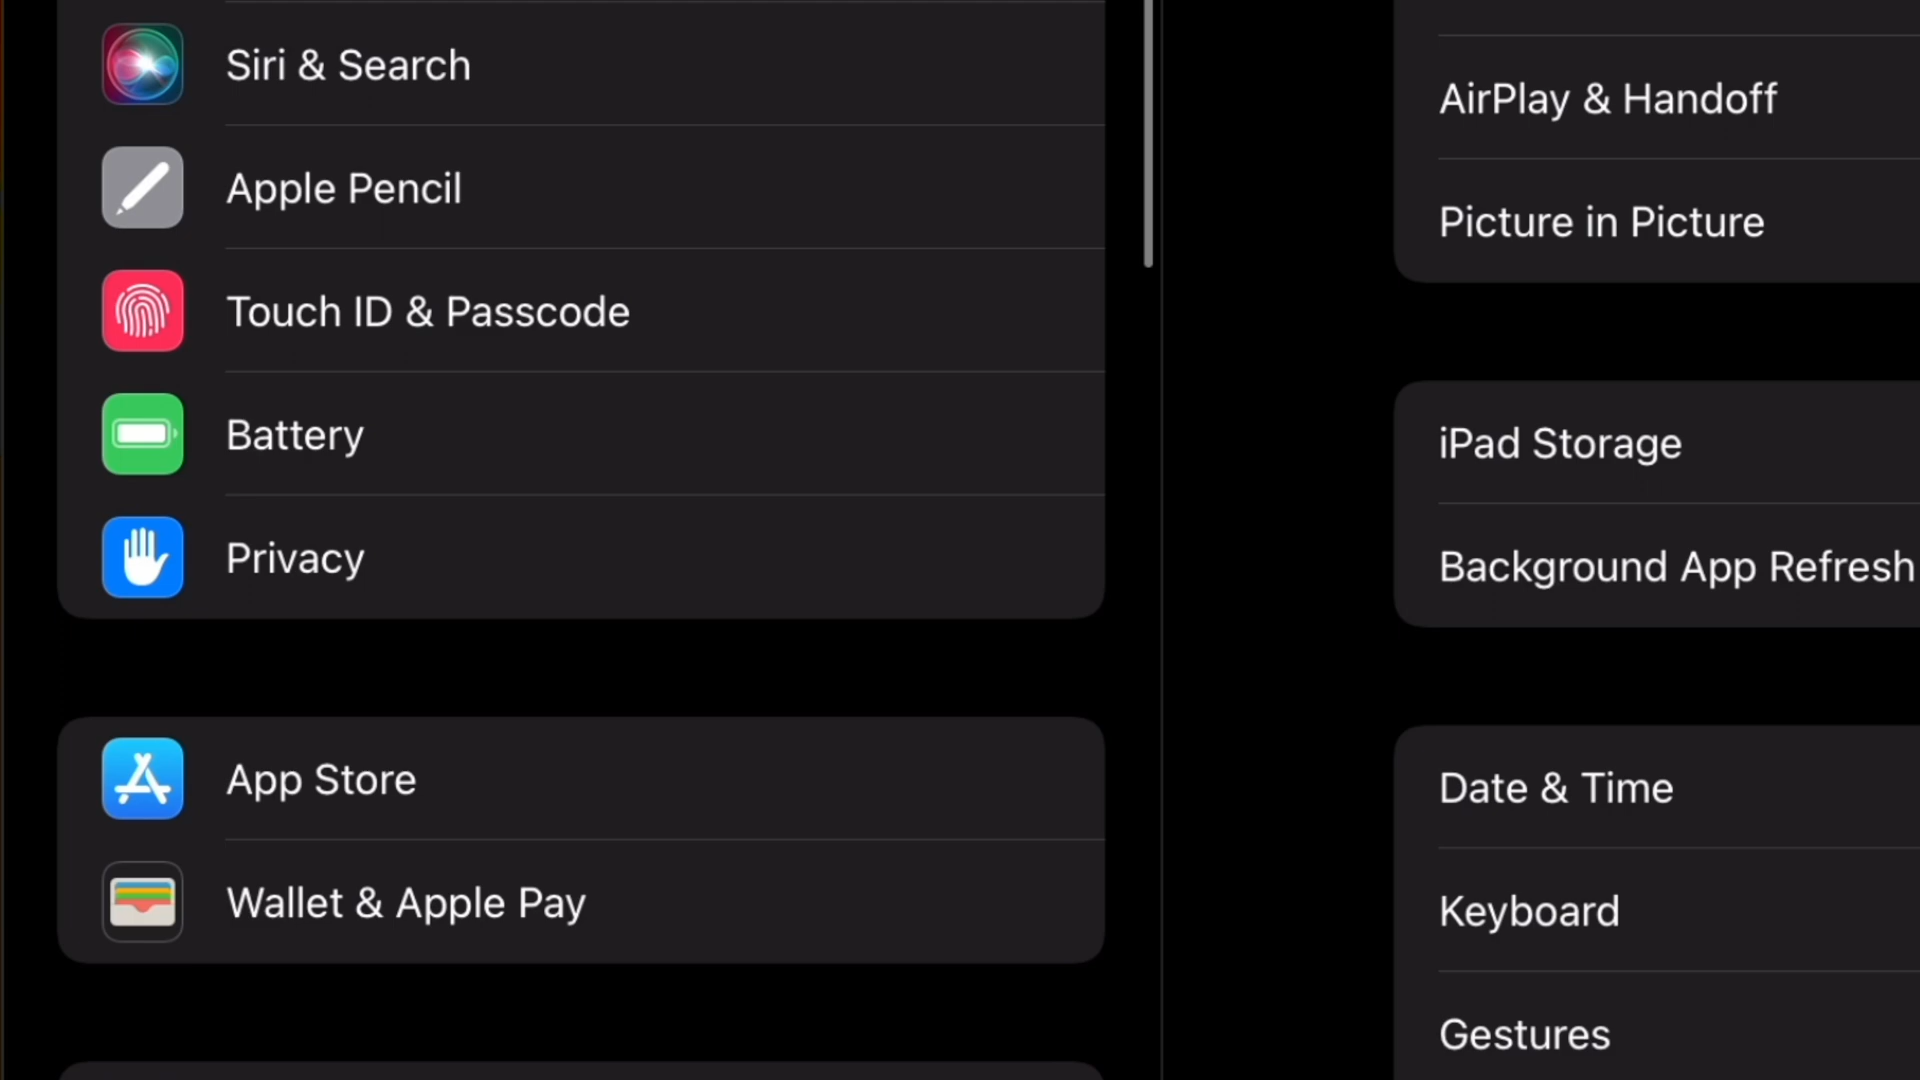 Siri & Search
Apple Pencil
Touch ID & Passcode
Battery
Privacy
App Store
Wallet & Apple Pay
AirPlay & Handoff
Picture in Picture
iPad Storage
Background App Refresh
Date & Time
Keyboard
Gestures